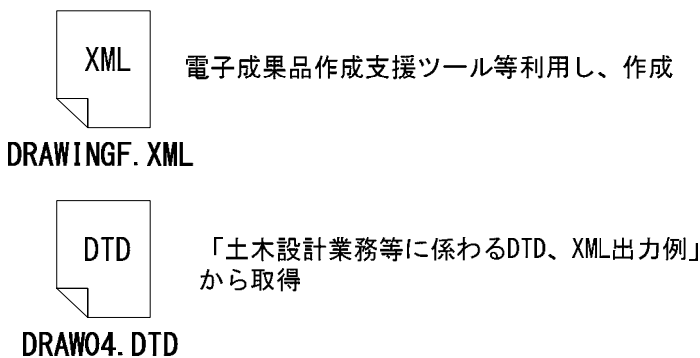 XML
電子成果品作成支援ツール等利用し、作成
DRAWINGF.XML
DTD
「土木設計業務等に係わるDTD、XML出力例」
から取得
DRAW04.DTD